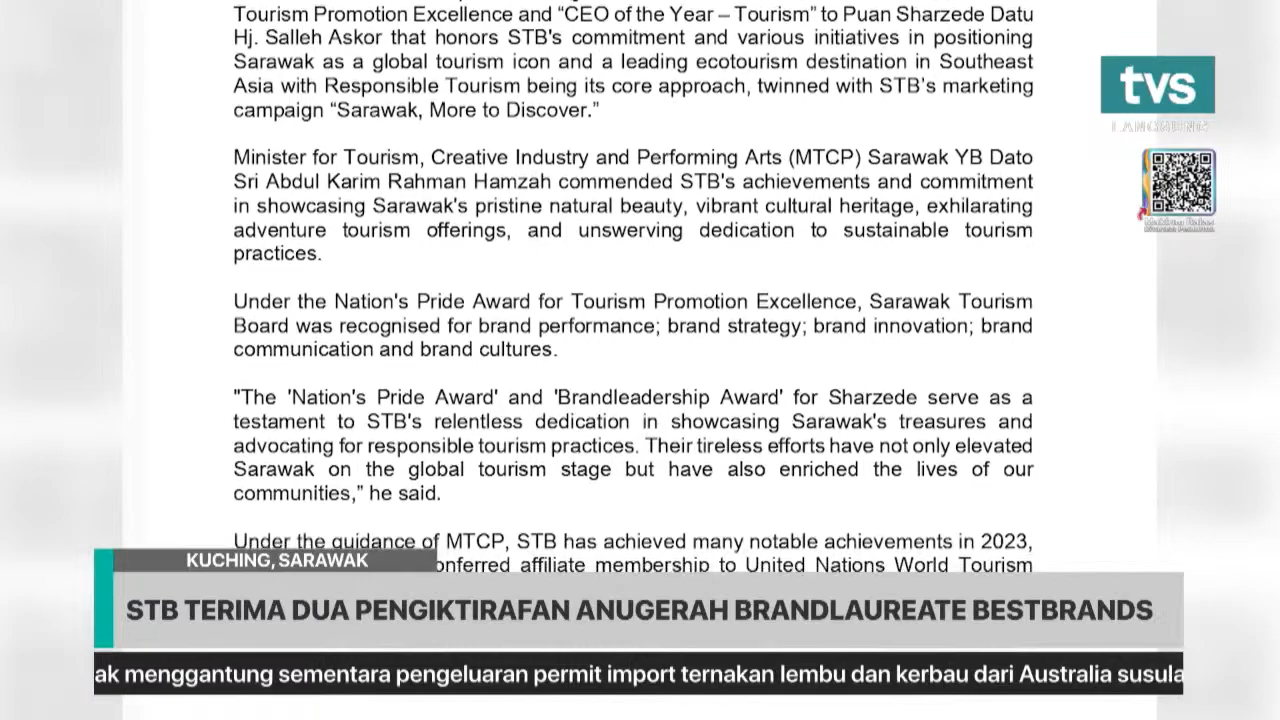 Tourism Promotion Excellence and “CEO of the Year – Tourism” to Puan Sharzede Datu
Hj. Salleh Askor that honors STB's commitment and various initiatives in positioning
Sarawak as a global tourism icon and a leading ecotourism destination in Southeast
Asia with Responsible Tourism being its core approach, twinned with STB’s marketing
campaign “Sarawak, More to Discover.”
tvs
LANGSUNG
Minister for Tourism, Creative Industry and Performing Arts (MTCP) Sarawak YB Dato
Sri Abdul Karim Rahman Hamzah commended STB's achievements and commitment
in showcasing Sarawak's pristine natural beauty, vibrant cultural heritage, exhilarating
adventure tourism offerings, and unswerving dedication to sustainable tourism
practices.
Under the Nation's Pride Award for Tourism Promotion Excellence, Sarawak Tourism
Board was recognised for brand performance; brand strategy; brand innovation; brand
communication and brand cultures.
"The 'Nation's Pride Award' and 'Brandleadership Award' for Sharzede serve as a
testament to STB's relentless dedication in showcasing Sarawak's treasures and
advocating for responsible tourism practices. Their tireless efforts have not only elevated
Sarawak on the global tourism stage but have also enriched the lives of our
communities,” he said.
Under the guidance of MTCP, STB has achieved many notable achievements in 2023,
onferred affiliate membership to United Nations World Tourism
KUCHING, SARAWAK
STB TERIMA DUA PENGIKTIRAFAN ANUGERAH BRANDLAUREATE BESTBRANDS
ak menggantung sementara pengeluaran permit import ternakan lembu dan kerbau dari Australia susula